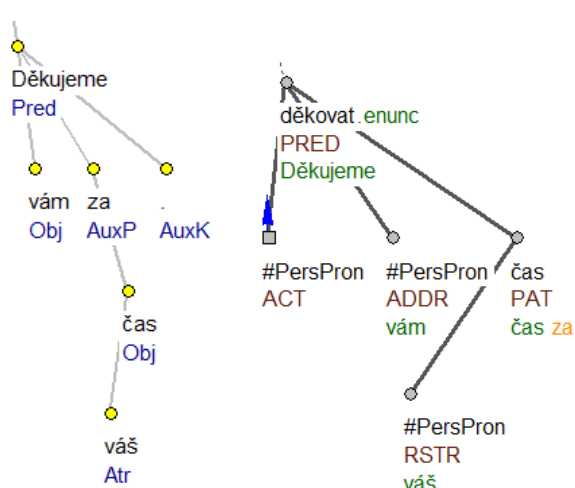 Děkujeme
Pred
vám za .
Obj AuxP AuxK
čas
Obj
váš
Atr
děkovat.enunc
PRED
Děkujeme
#PersPron #PersPron čas
ACT ADDR PAT
vám čas za
#PersPron
RSTR
váš